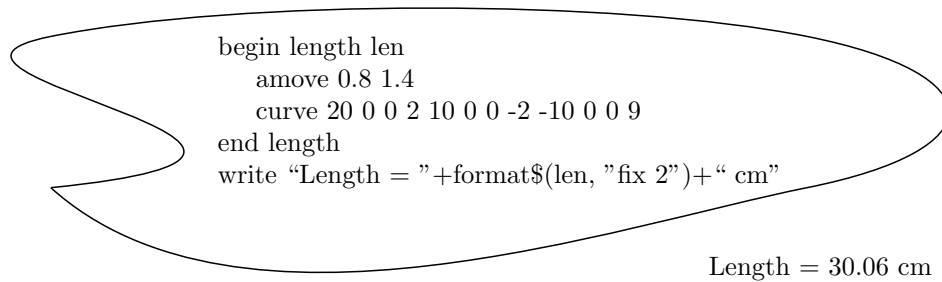 begin length len
amove 0.8 1.4
curve 20 0 0 2 10 0 0 -2 -10 0 0 9
end length
write “Length = ”+format$(len, ”fix 2”)+“ cm”
Length = 30.06 cm